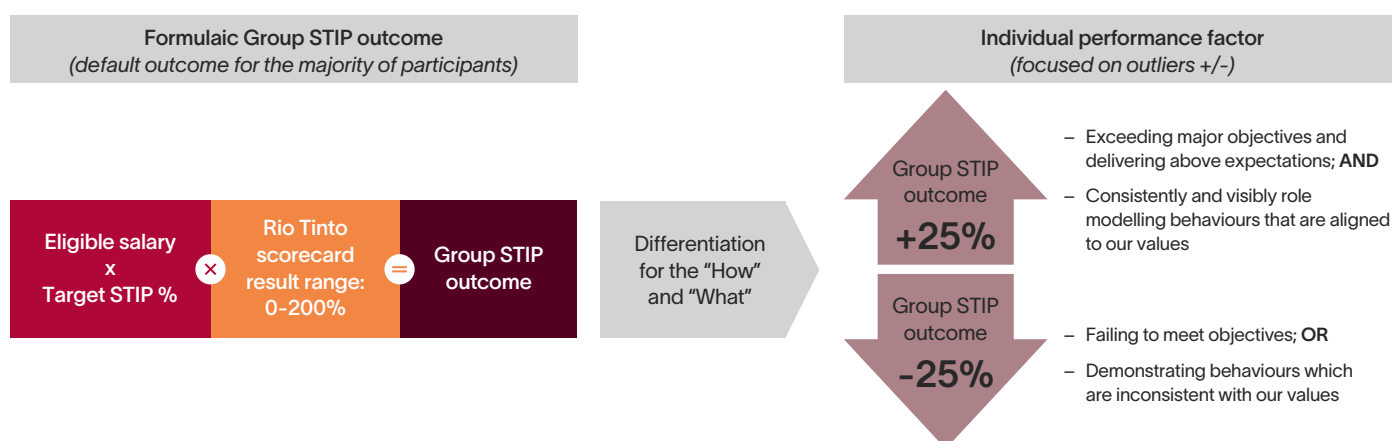 Formulaic Group STIP outcome
(default outcome for the majority of participants)
Eligible salary
x
Target STIP %
×
Rio Tinto
scorecard
result range:
0-200%
=
Group STIP
outcome
Differentiation
for the “How”
and “What”
Individual performance factor
(focused on outliers +/-)
Group STIP
outcome
+25%
– Exceeding major objectives and
delivering above expectations; AND
– Consistently and visibly role
modelling behaviours that are aligned
to our values
Group STIP
outcome
-25%
– Failing to meet objectives; OR
– Demonstrating behaviours which
are inconsistent with our values